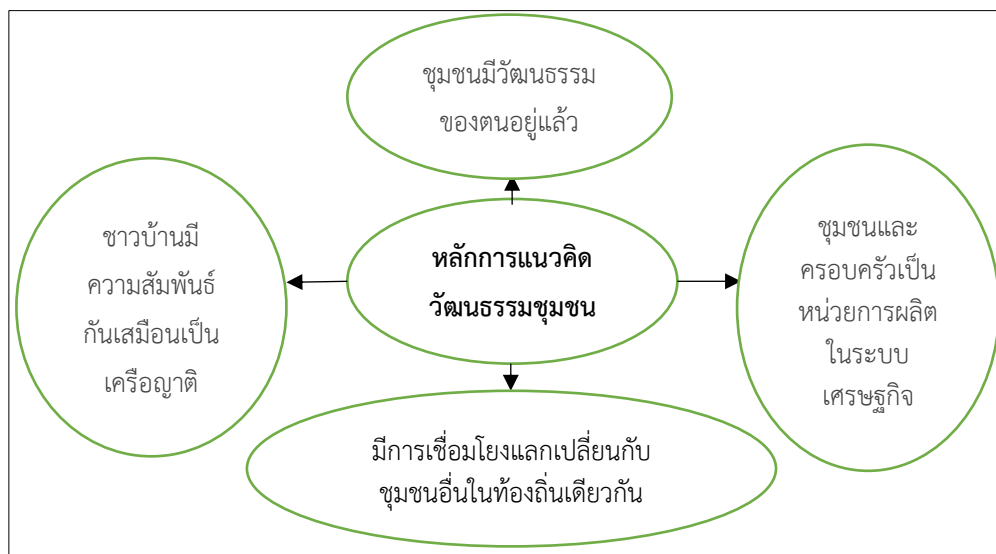 ชุมชนมีวัฒนธรรม
ของตนอยู่แล้ว
ชาวบ้านมี
ความสัมพันธ์
กันเสมือนเป็น
เครือญาติ
หลักการแนวคิด
วัฒนธรรมชุมชน
ชุมชนและ
ครอบครัวเป็น
หน่วยการผลิต
ในระบบ
เศรษฐกิจ
มีการเชื่อมโยงแลกเปลี่ยนกับ
ชุมชนอื่นในท้องถิ่นเดียวกัน